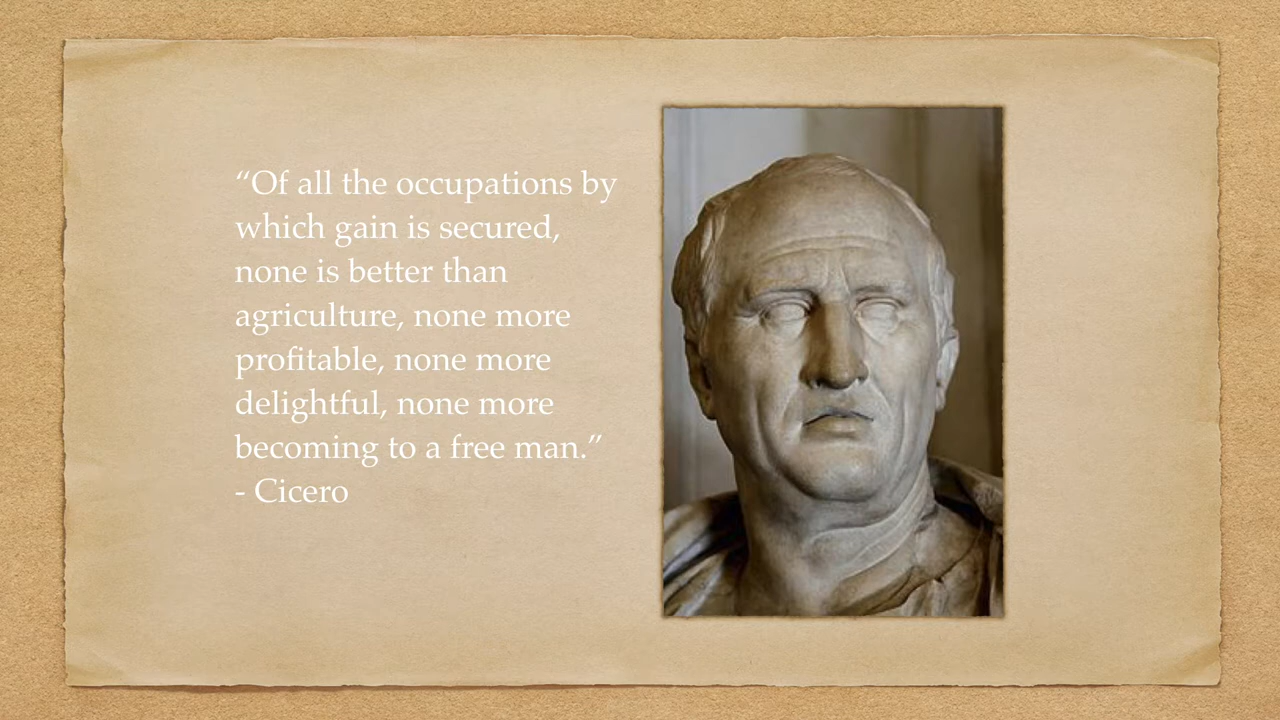 “Of all the occupations by
which gain is secured,
none is better than
agriculture, none more
profitable, none more
delightful, none more
becoming to a free man.”
- Cicero